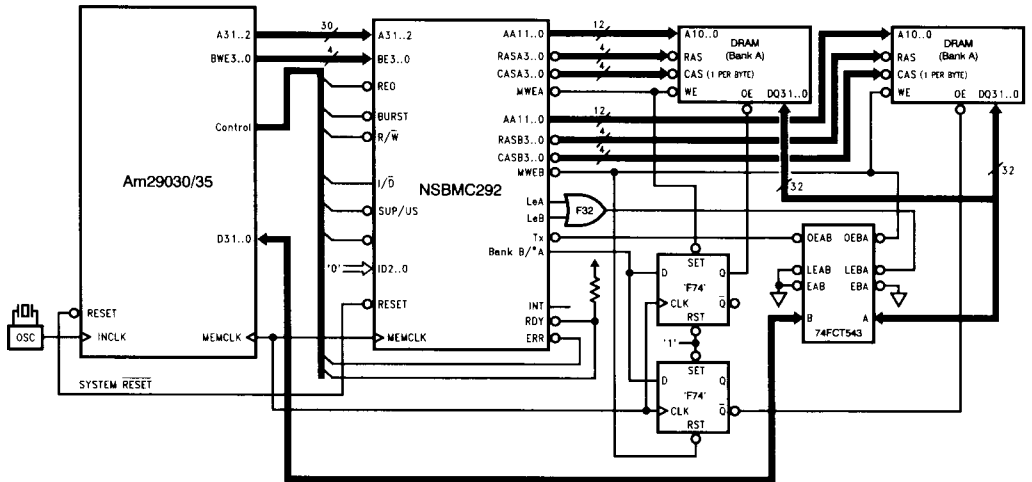 Am29030/35
A31..2
BWE3..0
Control
D31..0
RESET
INCLK
MEMCLK
OSC
SYSTEM RESET
30
4
NSBMC292
A31..2
BE3..0
REQ
BURST
R/W
I/D
SUP/US
'0'
ID2..0
RESET
MEMCLK
AA11..0
RASA3..0
CASA3..0
MWEA
AA11..0
RASB3..0
CASB3..0
MWEB
LeA
LeB
Tx
Bank B/*A
INT
RDY
ERR
12
4
4
12
4
4
F32
DRAM
(Bank A)
A10..0
RAS
CAS (1 PER BYTE)
WE
OE
DQ31..0
DRAM
(Bank A)
A10..0
RAS
CAS (1 PER BYTE)
WE
OE
DQ31..0
32
32
SET
D
Q
'F74'
CLK
Q
RST
'1'
SET
D
Q
'F74'
CLK
Q
RST
OEAB
OEBA
LEAB
LEBA
EAB
EBA
B
A
74FCT543